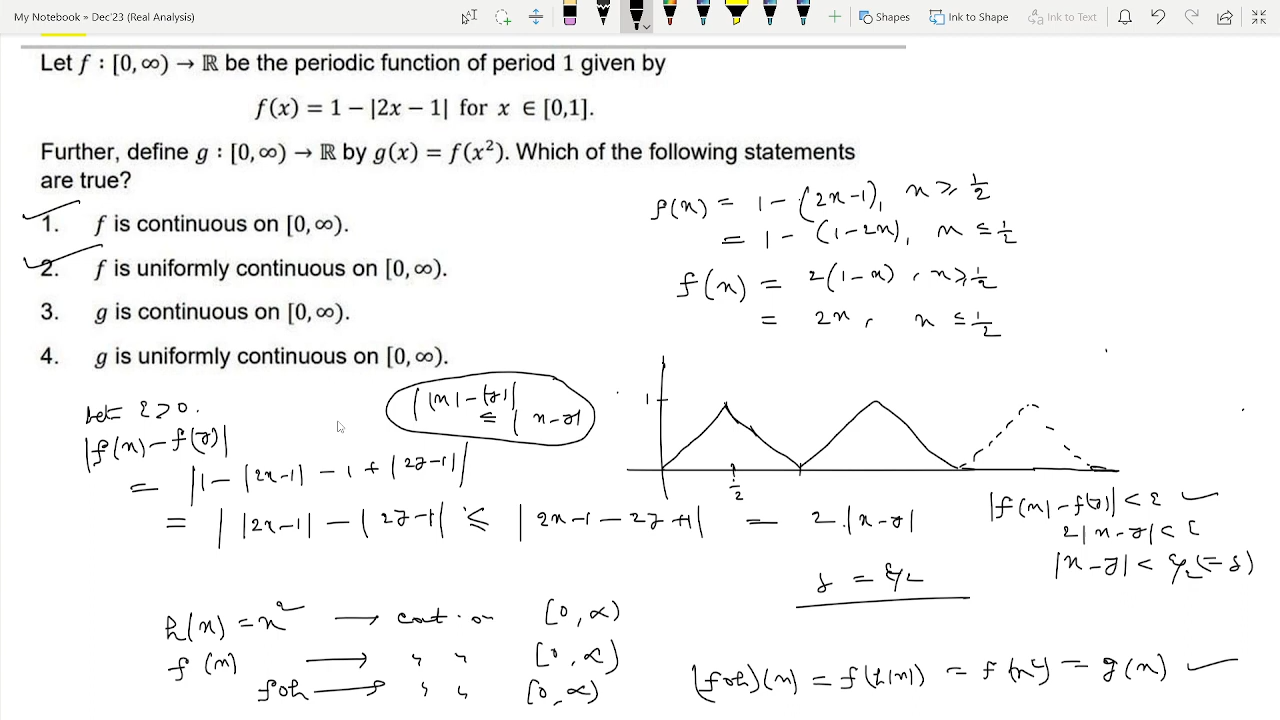 My Notebook » Dec'23 (Real Analysis)
Shapes
Ink to Shape
Ink to Text
Let f : [0, ∞) → ℝ be the periodic function of period 1 given by
f(x) = 1 − |2x − 1| for x ∈ [0,1].
Further, define g : [0, ∞) → ℝ by g(x) = f(x²). Which of the following statements
are true?
1. f is continuous on [0, ∞).
2. f is uniformly continuous on [0, ∞).
3. g is continuous on [0, ∞).
4. g is uniformly continuous on [0, ∞).
f(x) = 1 - (2x-1), x ≥ 1/2
= 1 - (1-2x), x ≤ 1/2
f(x) = 2(1-x), x ≥ 1/2
= 2x, x ≤ 1/2
1
1/2
Let ε > 0.
||x|-|y|| ≤ |x-y|
|f(x)-f(y)|
= |1-|2x-1| -1 + |2y-1||
= ||2x-1| - |2y-1| ≤ |2x-1-2y+1| = 2.|x-y|
|f(x)-f(y)| < ε
2|x-y| < ε
|x-y| < ε/2 (= δ)
δ = ε/2
h(x) = x² → cont. on [0, ∝)
f(x) → " " [0, ∝)
foh → " " [0, ∝)
(foh)(x) = f(h(x)) = f(x²) = g(x)